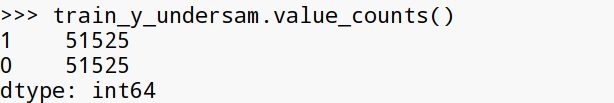 >>> train_y_undersam.value_counts()
1    51525
0    51525
dtype: int64